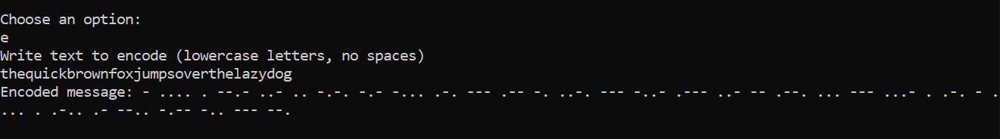 Choose an option:
e
Write text to encode (lowercase letters, no spaces)
thequickbrownfoxjumpsoverthelazydog
Encoded message: - .... . --.- ..- .. -.-. -.- -... .-. --- .-- -. ..-. --- -..- .--- ..- -- .--. ... --- ...- . .-. - .
... . .-.. .- --.. -.-- -.. --- --.